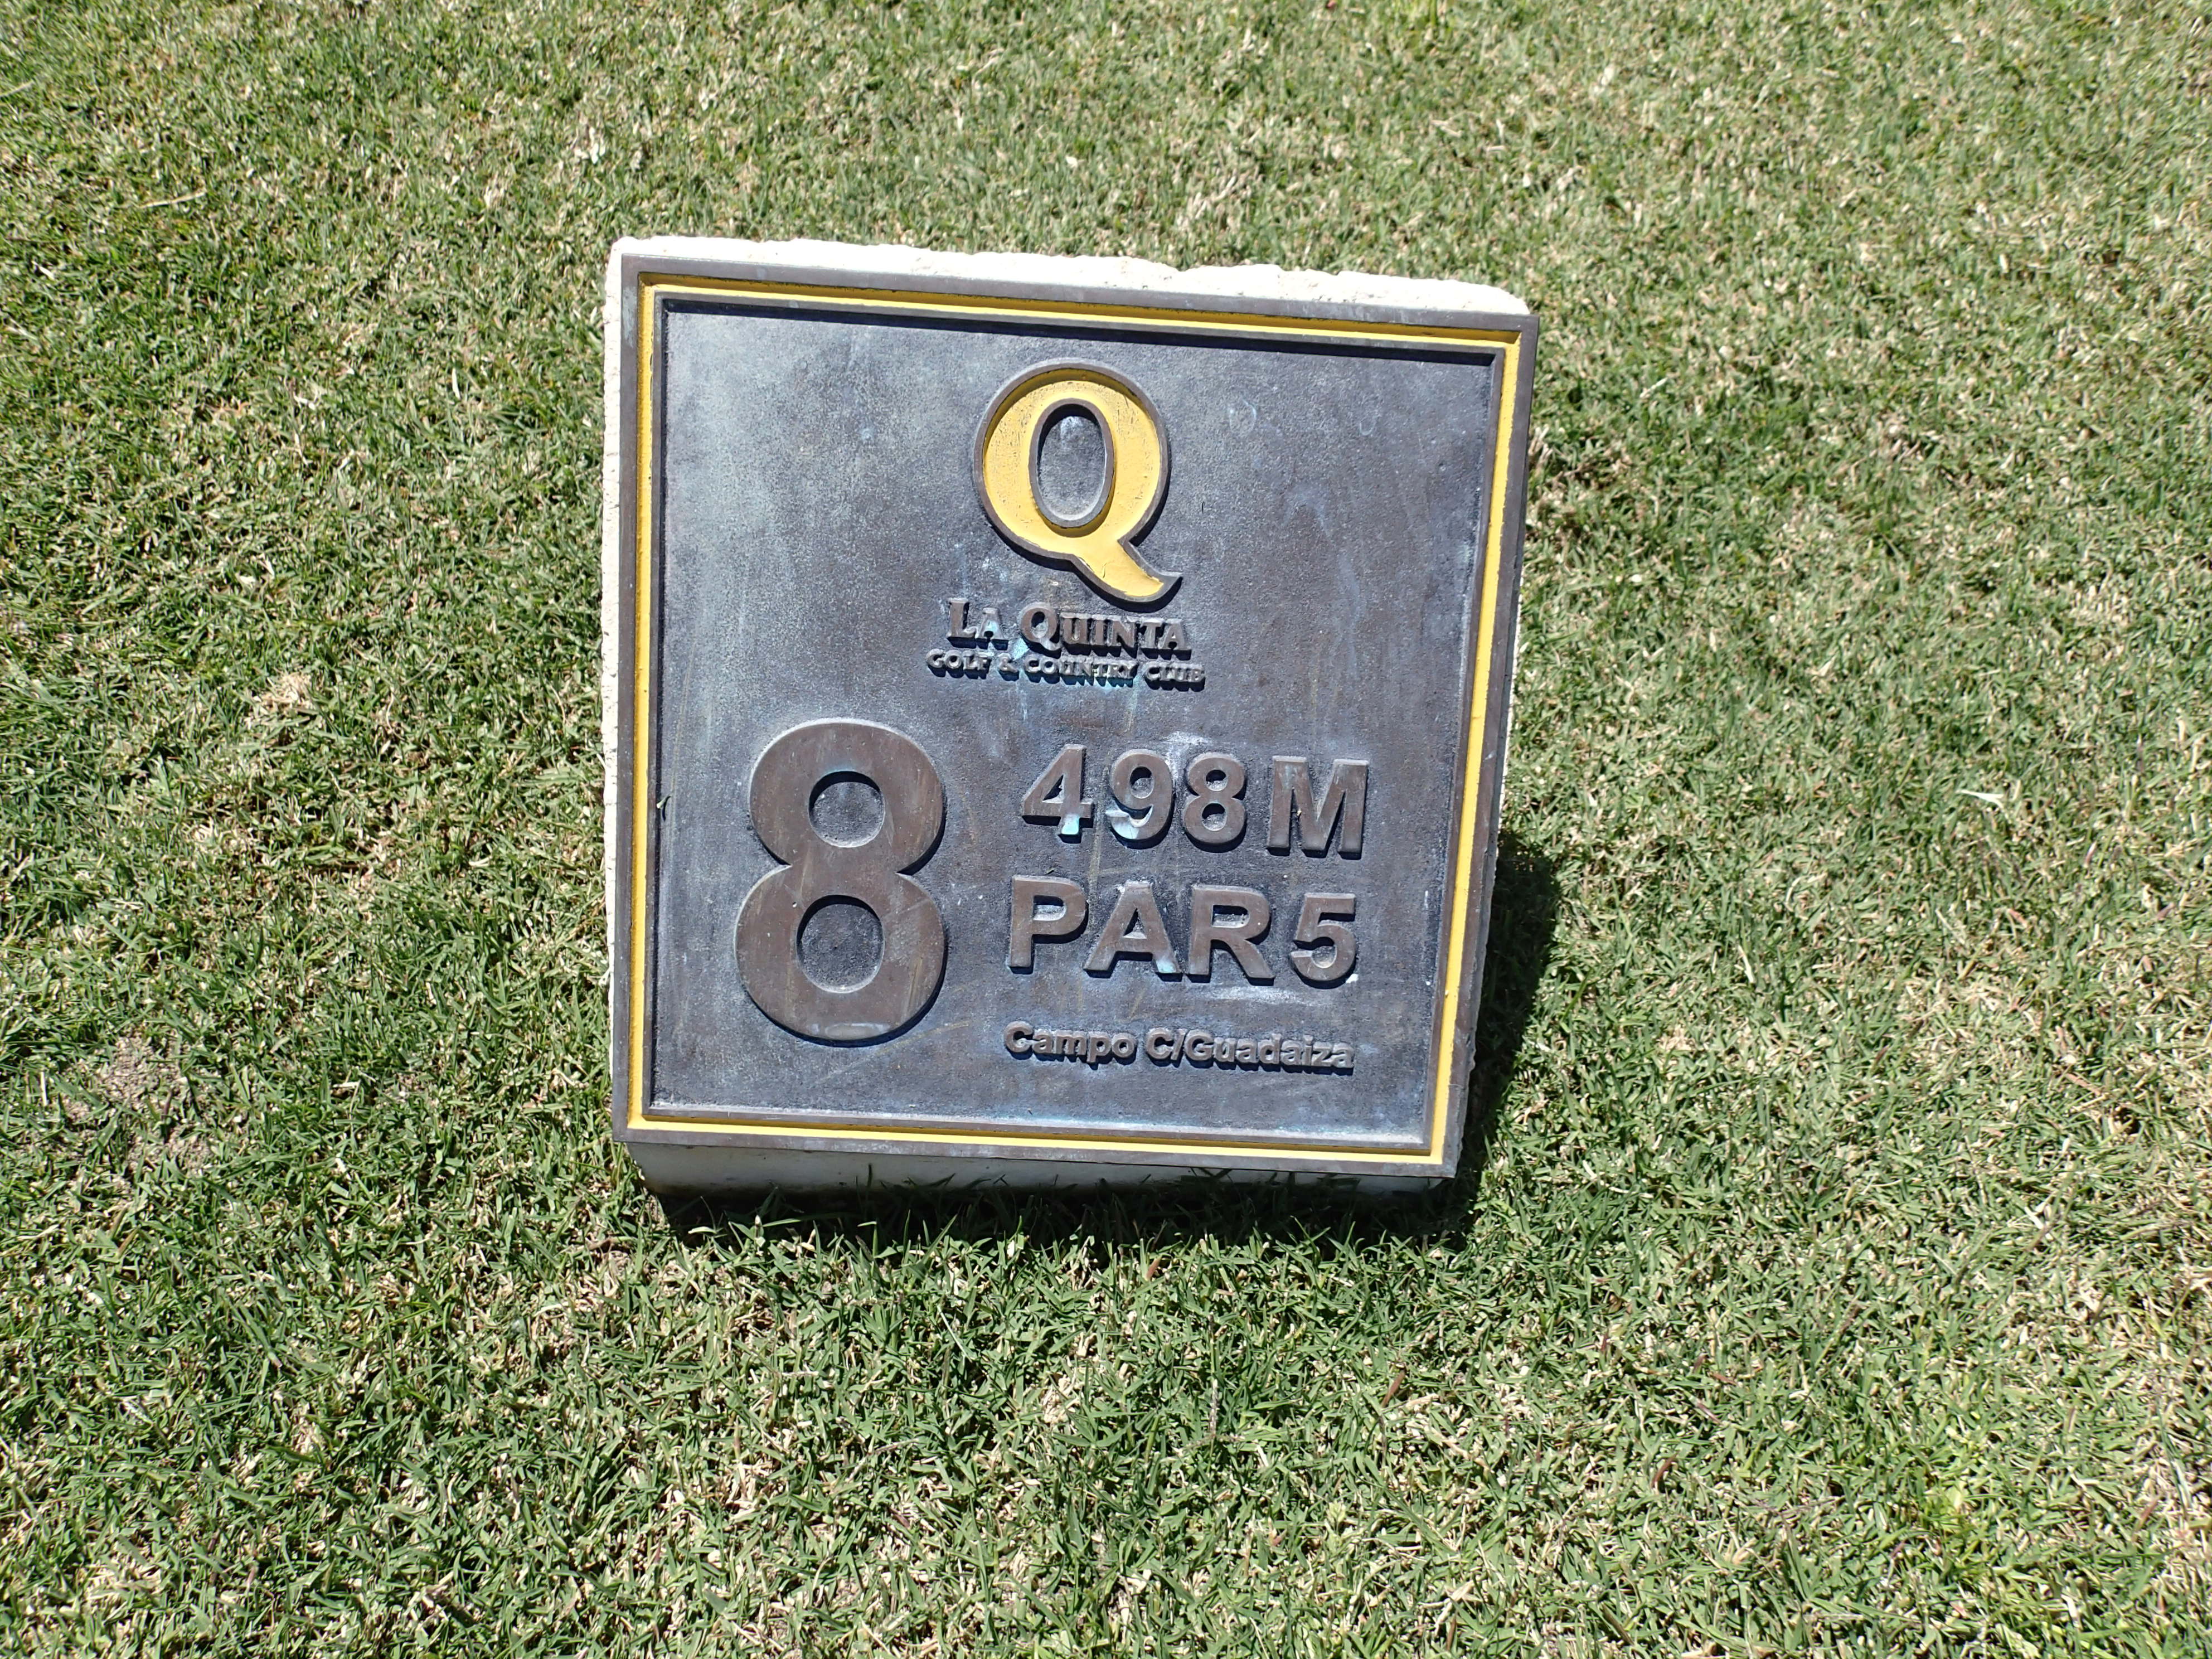 Q
LA QUINTA
GOLF & COUNTRY CLUB
8
498 M
PAR 5
Campo C/Guadaiza